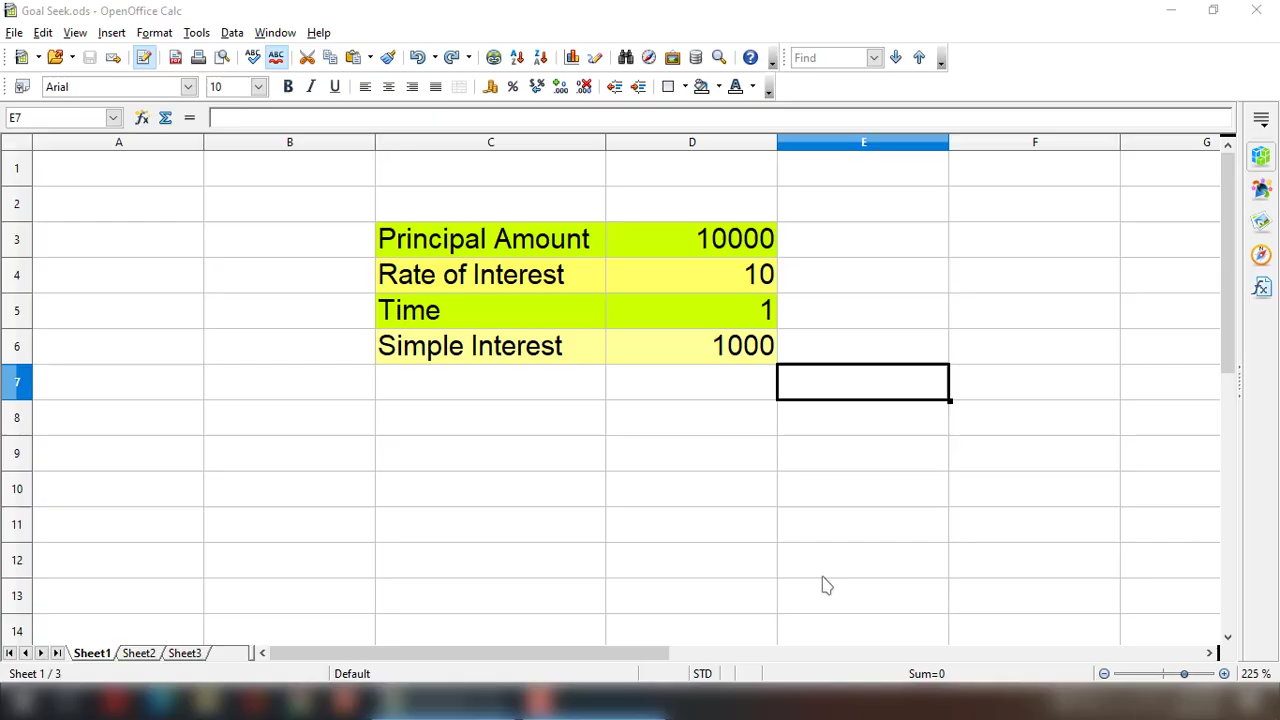 Goal Seek.ods - OpenOffice Calc
File Edit View Insert Format Tools Data Window Help
Find
Arial 10
E7
A B C D E F G
1
2
3 Principal Amount 10000
4 Rate of Interest 10
5 Time 1
6 Simple Interest 1000
7
8
9
10
11
12
13
14
Sheet1 Sheet2 Sheet3
Sheet 1 / 3 Default STD Sum=0 225 %